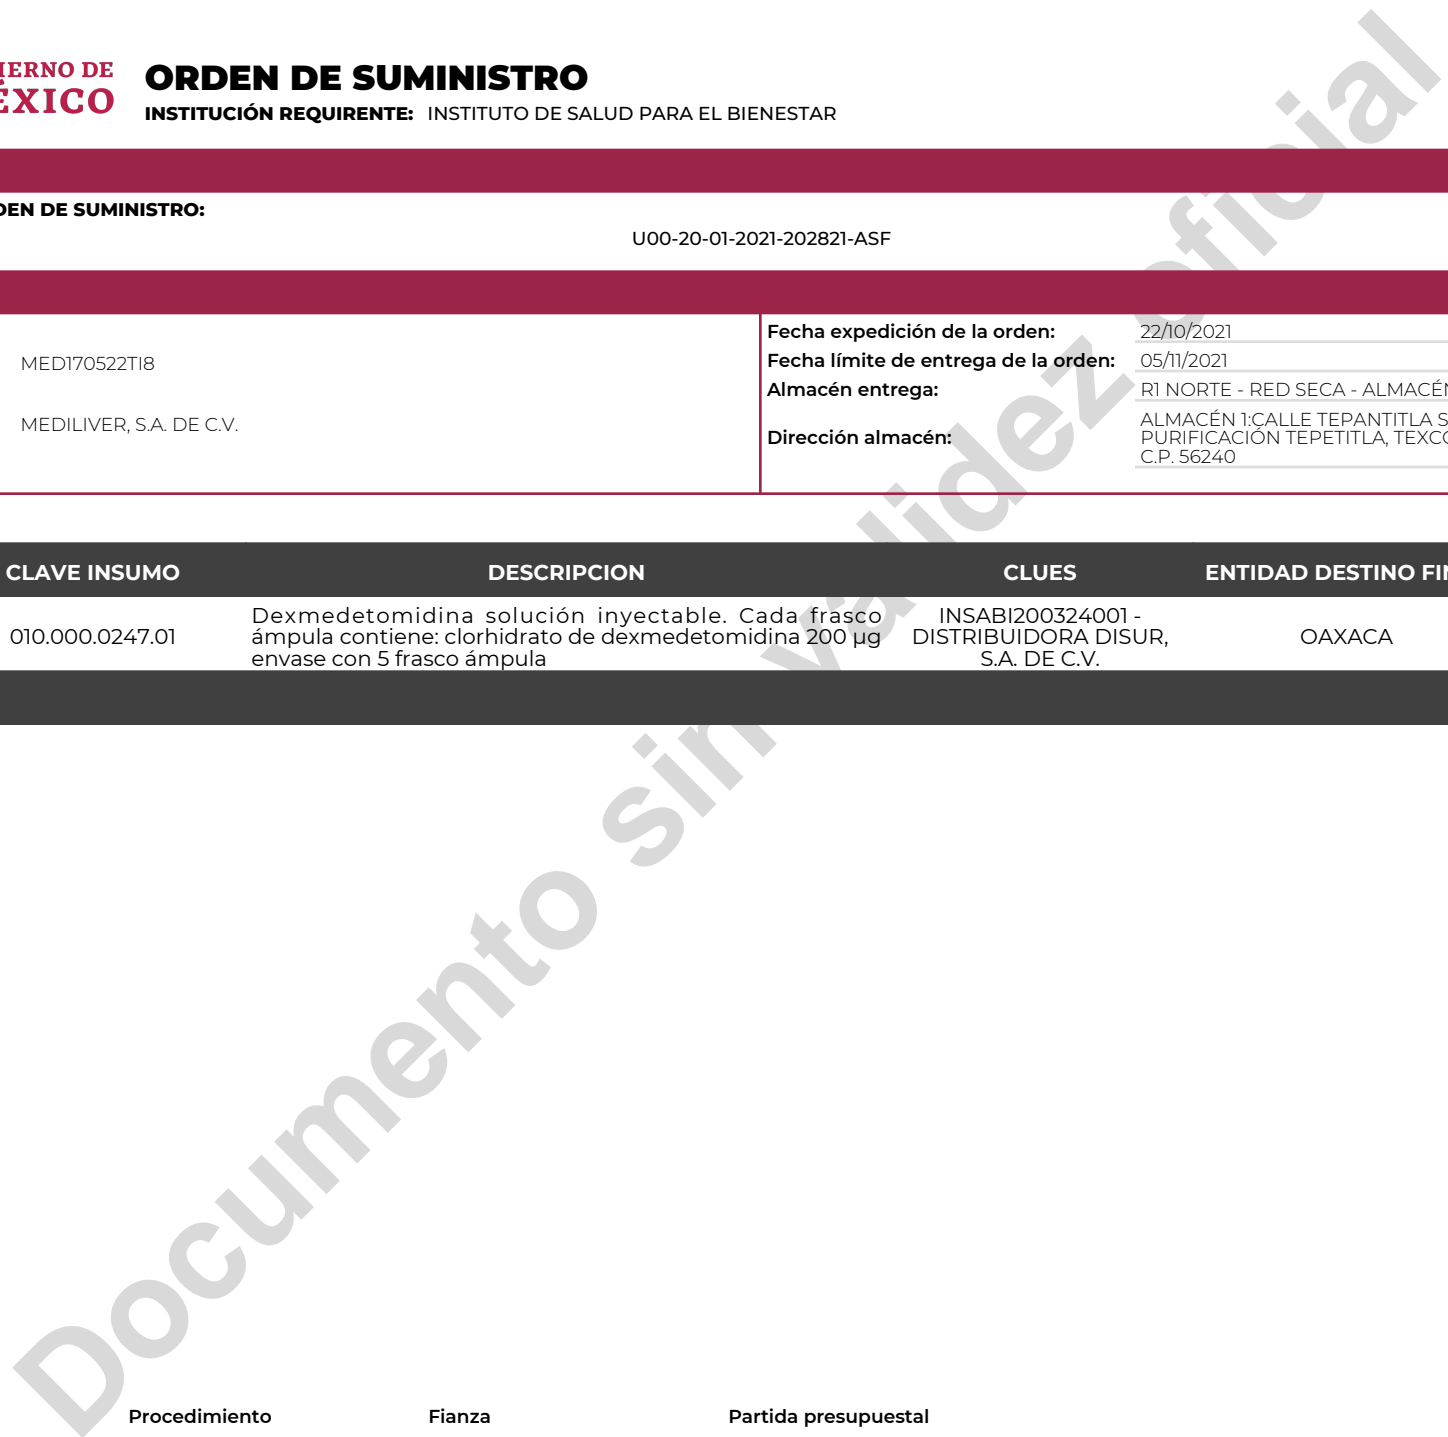 IERNO DE
ÉXICO
ORDEN DE SUMINISTRO
INSTITUCIÓN REQUIRENTE: INSTITUTO DE SALUD PARA EL BIENESTAR
DEN DE SUMINISTRO:
U00-20-01-2021-202821-ASF
MED170522TI8
MEDILIVER, S.A. DE C.V.
Fecha expedición de la orden: 22/10/2021
Fecha límite de entrega de la orden: 05/11/2021
Almacén entrega: R1 NORTE - RED SECA - ALMACÉN
Dirección almacén: ALMACÉN 1:CALLE TEPANTITLA S
PURIFICACIÓN TEPETITLA, TEXCO
C.P. 56240
CLAVE INSUMO DESCRIPCION CLUES ENTIDAD DESTINO FIN
010.000.0247.01
Dexmedetomidina solución inyectable. Cada frasco
ámpula contiene: clorhidrato de dexmedetomidina 200 µg
envase con 5 frasco ámpula
INSABI200324001 -
DISTRIBUIDORA DISUR,
S.A. DE C.V.
OAXACA
Documento sin validez oficial
Procedimiento Fianza Partida presupuestal